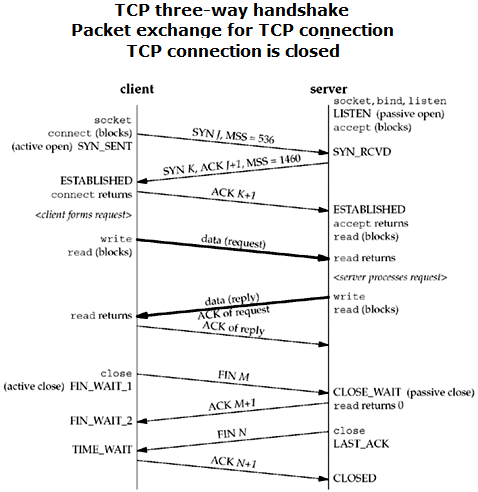 TCP three-way handshake
Packet exchange for TCP connection
TCP connection is closed
client
server
socket, bind, listen
LISTEN (passive open)
accept (blocks)
socket
connect (blocks)
(active open) SYN_SENT
SYN J, MSS = 536
SYN_RCVD
SYN K, ACK J+1, MSS = 1460
ESTABLISHED
connect returns
ACK K+1
<client forms request>
ESTABLISHED
accept returns
read (blocks)
write
read (blocks)
data (request)
read returns
<server processes request>
data (reply)
ACK of request
write
read (blocks)
read returns
ACK of reply
close
(active close) FIN_WAIT_1
FIN M
CLOSE_WAIT (passive close)
read returns 0
ACK M+1
FIN_WAIT_2
FIN N
close
LAST_ACK
TIME_WAIT
ACK N+1
CLOSED